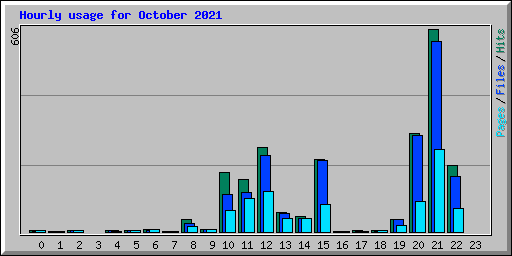 Hourly usage for October 2021
606
Pages / Files / Hits
0 1 2 3 4 5 6 7 8 9 10 11 12 13 14 15 16 17 18 19 20 21 22 23